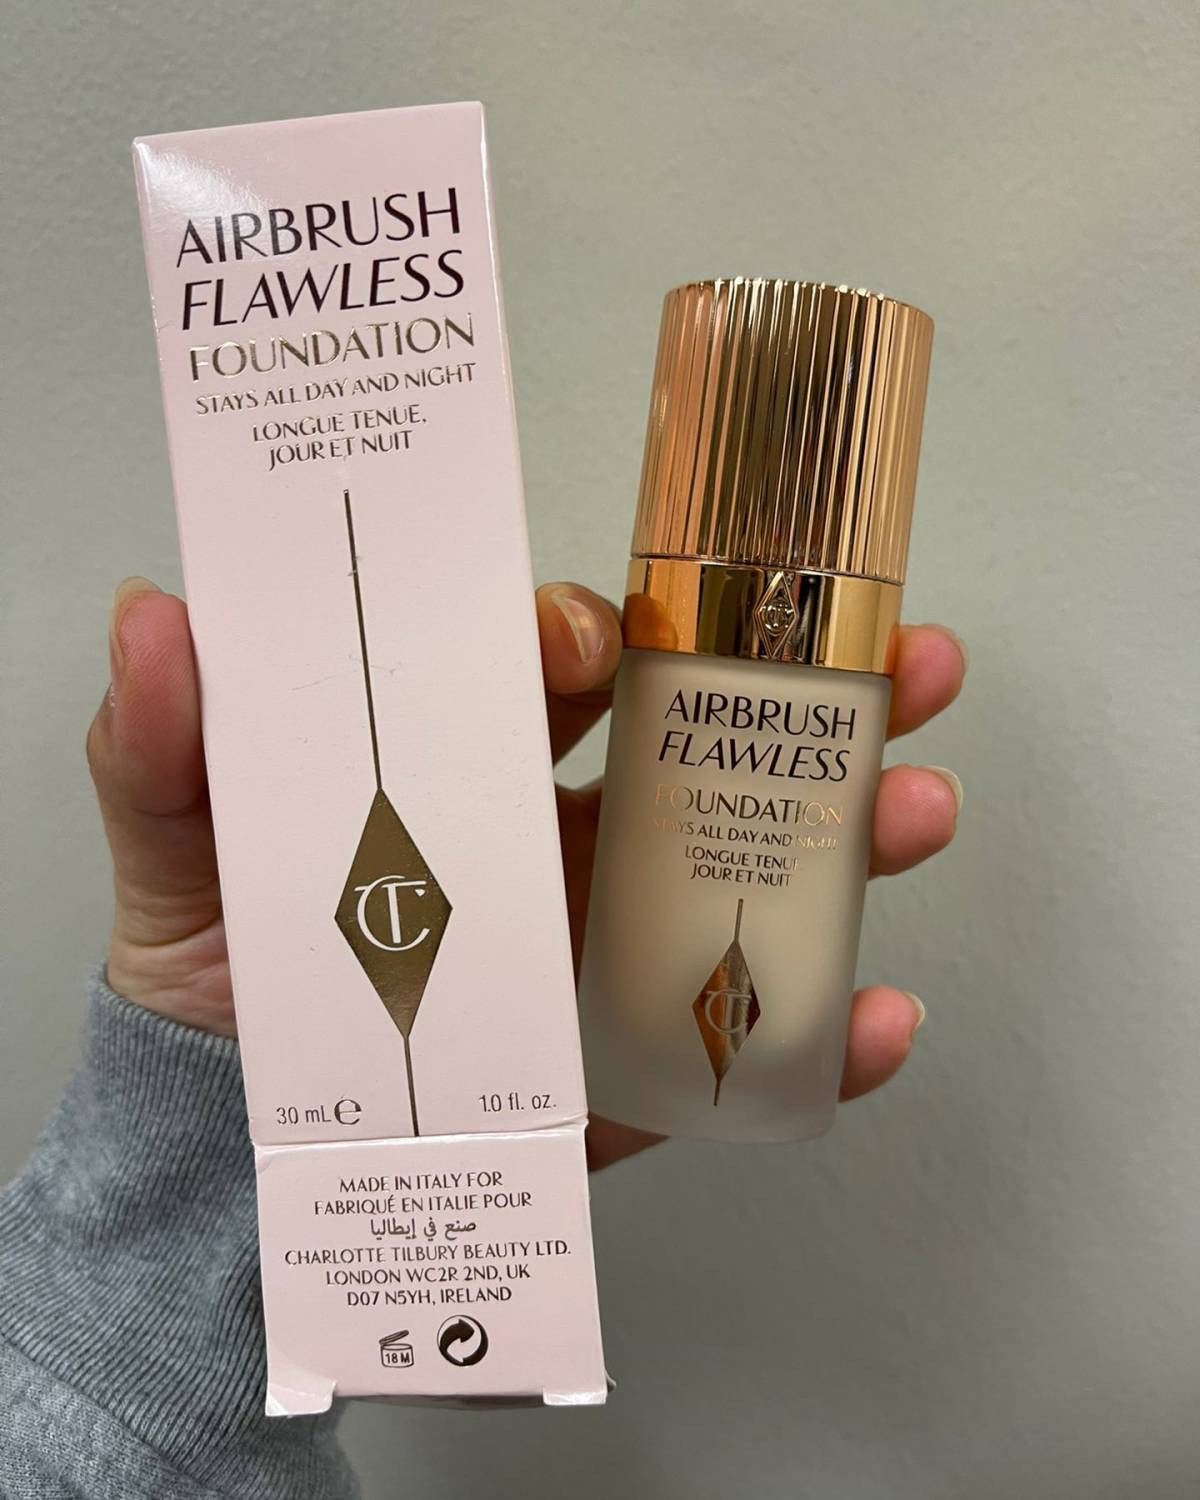 AIRBRUSH
FLAWLESS
FOUNDATION
STAYS ALL DAY AND NIGHT
LONGUE TENUE,
JOUR ET NUIT
CT
30 mL ℮ 1.0 fl. oz.
MADE IN ITALY FOR
FABRIQUÉ EN ITALIE POUR
صنع في إيطاليا
CHARLOTTE TILBURY BEAUTY LTD.
LONDON WC2R 2ND, UK
D07 N5YH, IRELAND
18 M
CT
AIRBRUSH
FLAWLESS
FOUNDATION
STAYS ALL DAY AND NIGHT
LONGUE TENUE,
JOUR ET NUIT
CT